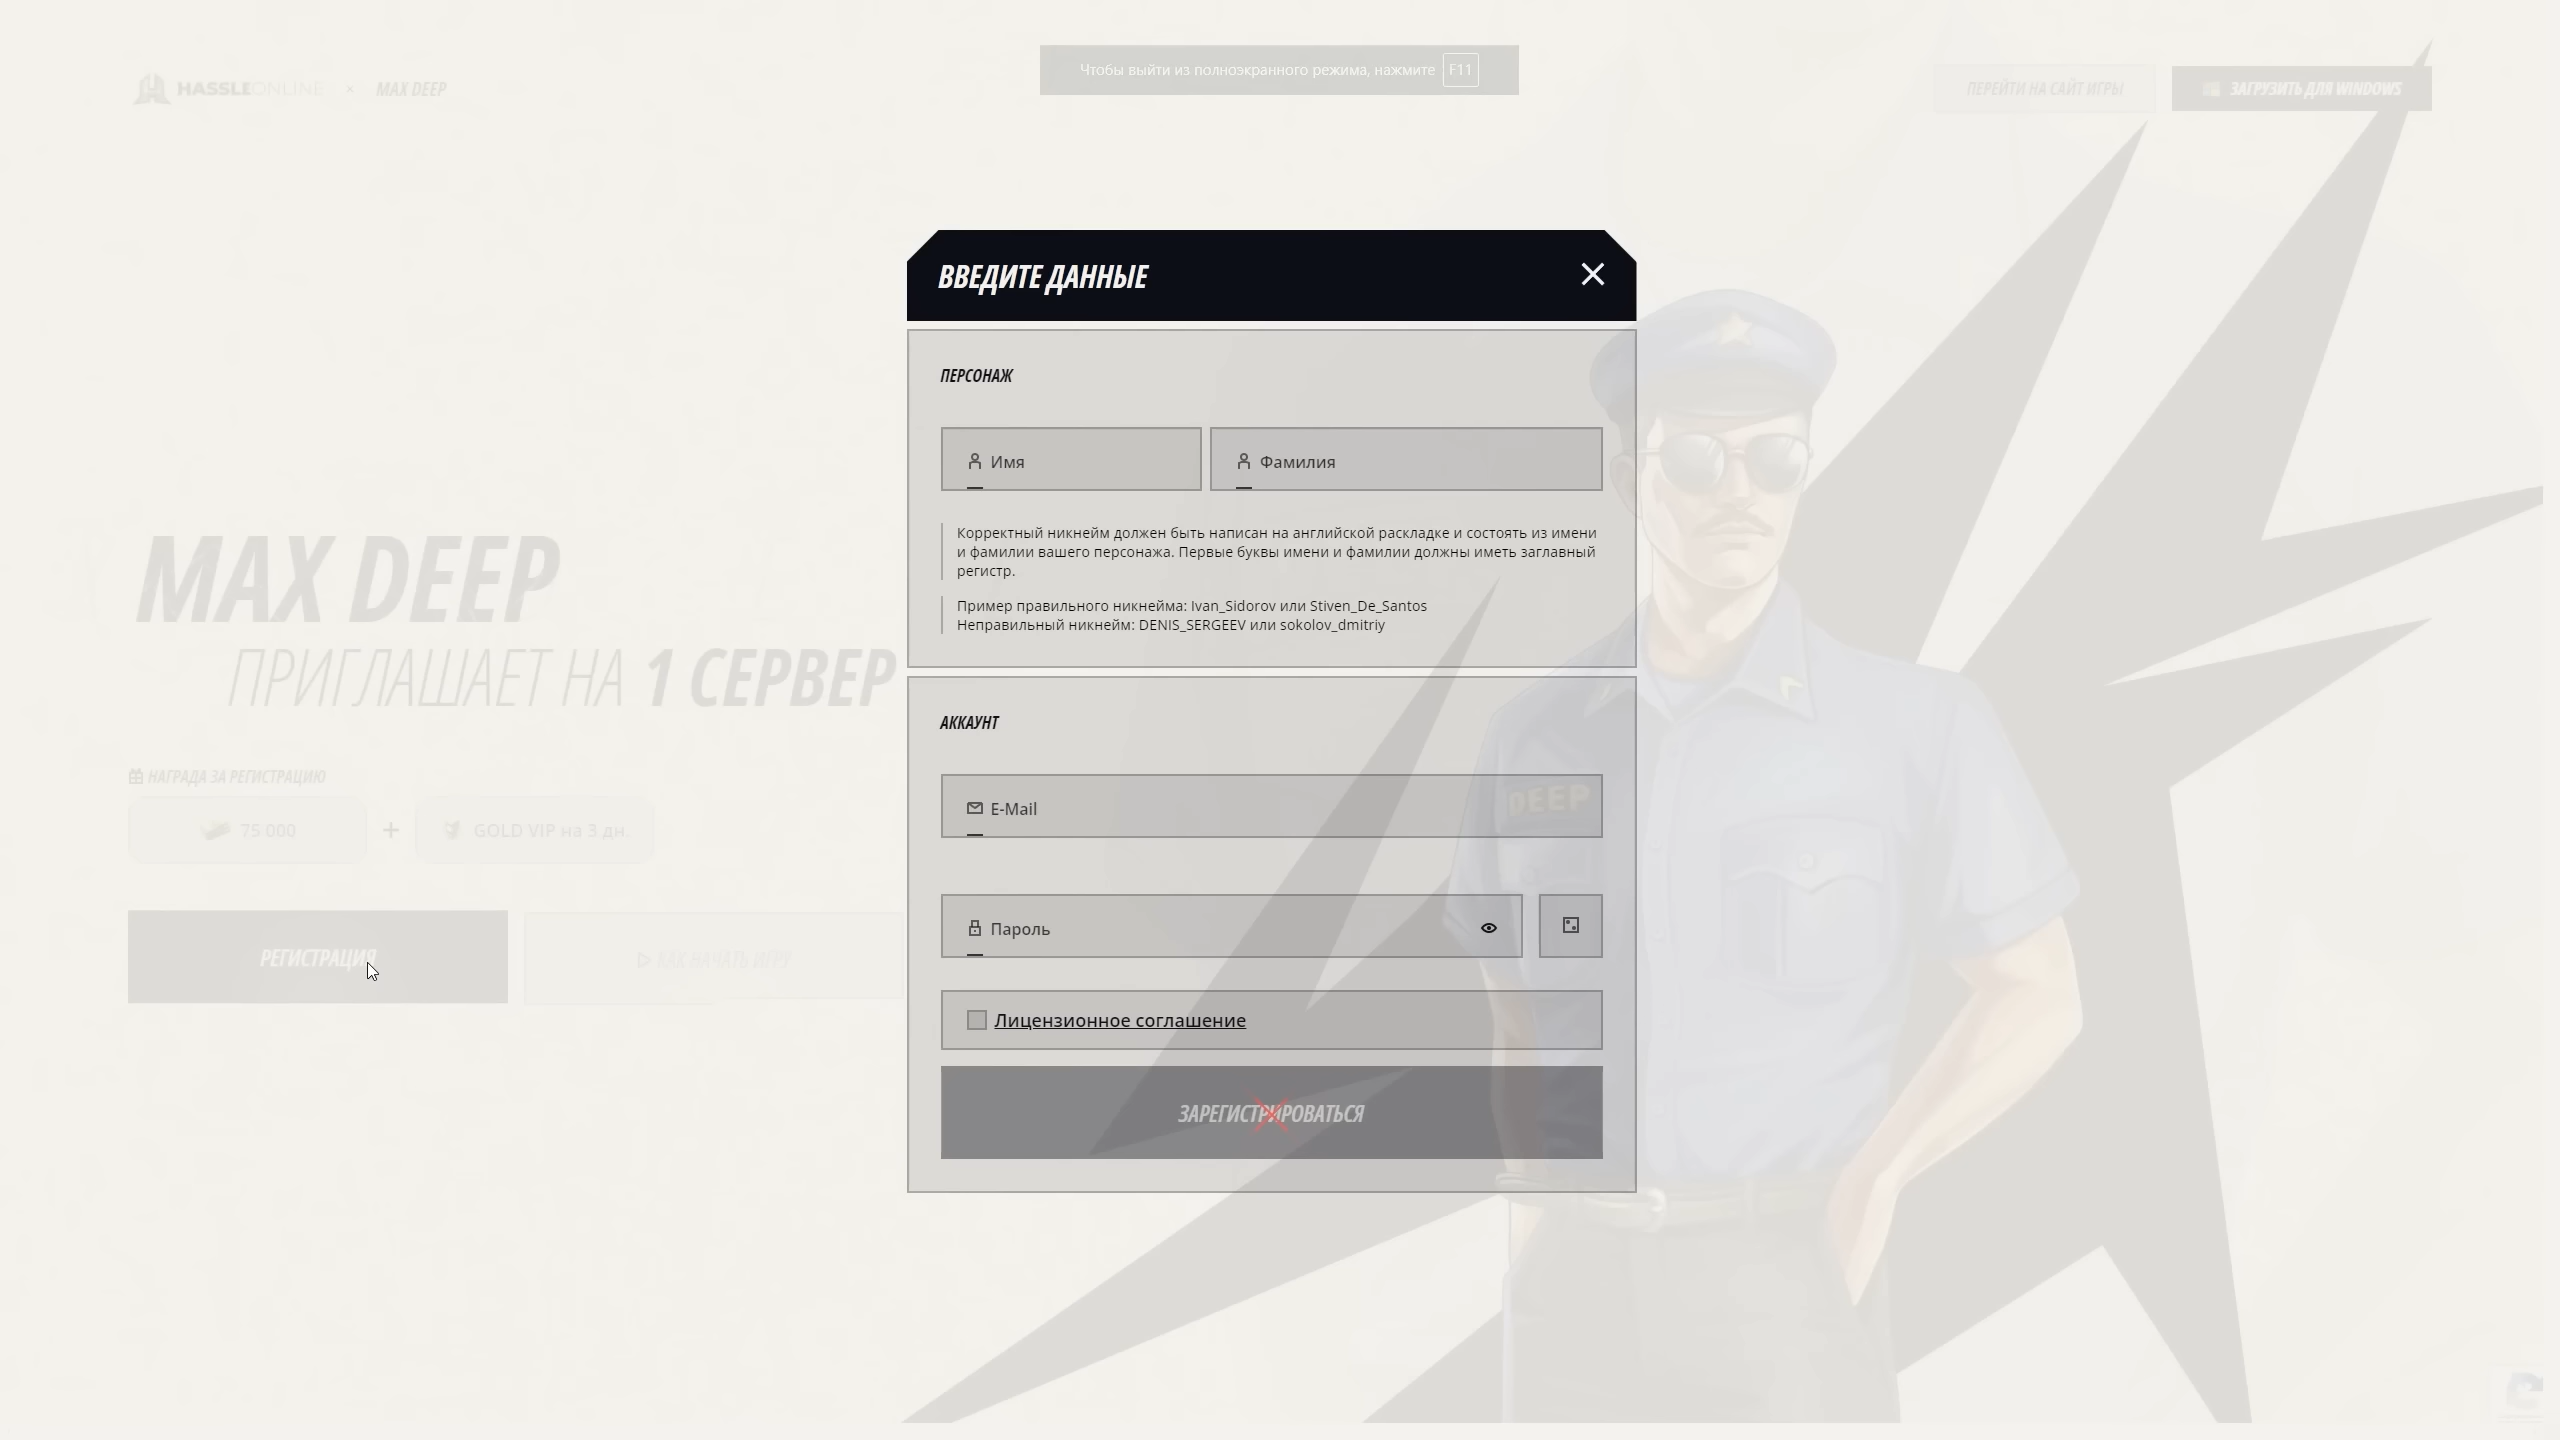 HASSLEONLINE × MAX DEEP
Чтобы выйти из полноэкранного режима, нажмите F11
ПЕРЕЙТИ НА САЙТ ИГРЫ
ЗАГРУЗИТЬ ДЛЯ WINDOWS
MAX DEEP
ПРИГЛАШАЕТ НА 1 СЕРВЕР
НАГРАДА ЗА РЕГИСТРАЦИЮ
75 000 + GOLD VIP на 3 дн.
РЕГИСТРАЦИЯ
КАК НАЧАТЬ ИГРУ
ВВЕДИТЕ ДАННЫЕ
ПЕРСОНАЖ
Имя
Фамилия
Корректный никнейм должен быть написан на английской раскладке и состоять из имени
и фамилии вашего персонажа. Первые буквы имени и фамилии должны иметь заглавный
регистр.
Пример правильного никнейма: Ivan_Sidorov или Stiven_De_Santos
Неправильный никнейм: DENIS_SERGEEV или sokolov_dmitriy
АККАУНТ
E-Mail
Пароль
Лицензионное соглашение
ЗАРЕГИСТРИРОВАТЬСЯ
DEEP